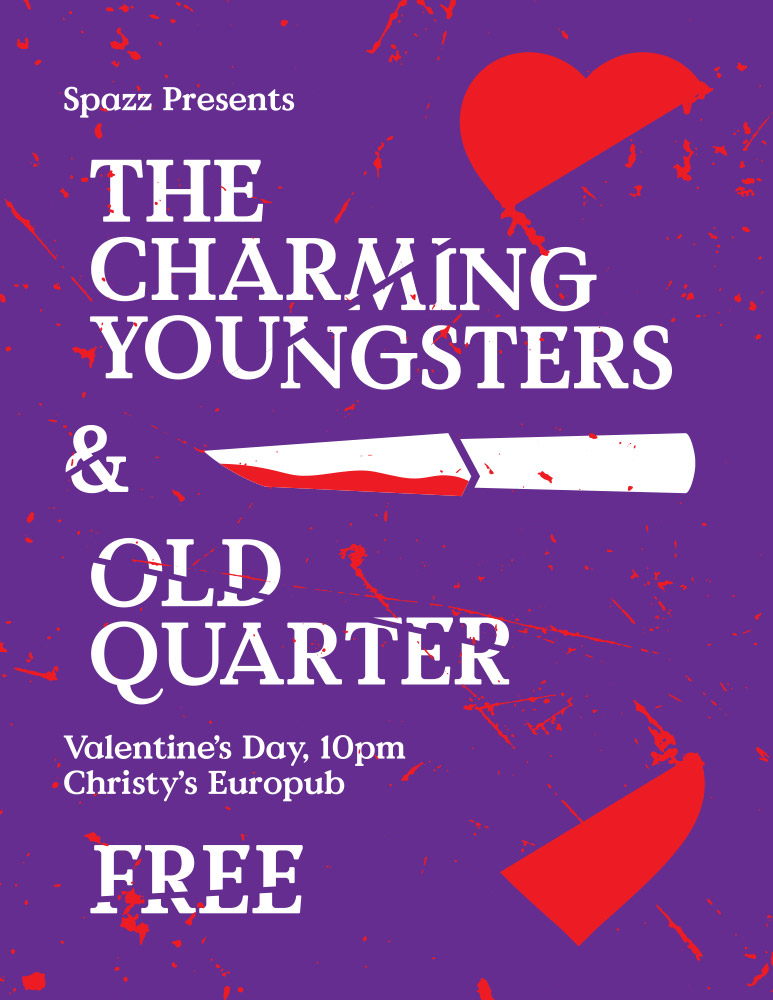 Spazz Presents
THE
CHARMING
YOUNGSTERS
&
OLD
QUARTER
Valentine’s Day, 10pm
Christy’s Europub
FREE